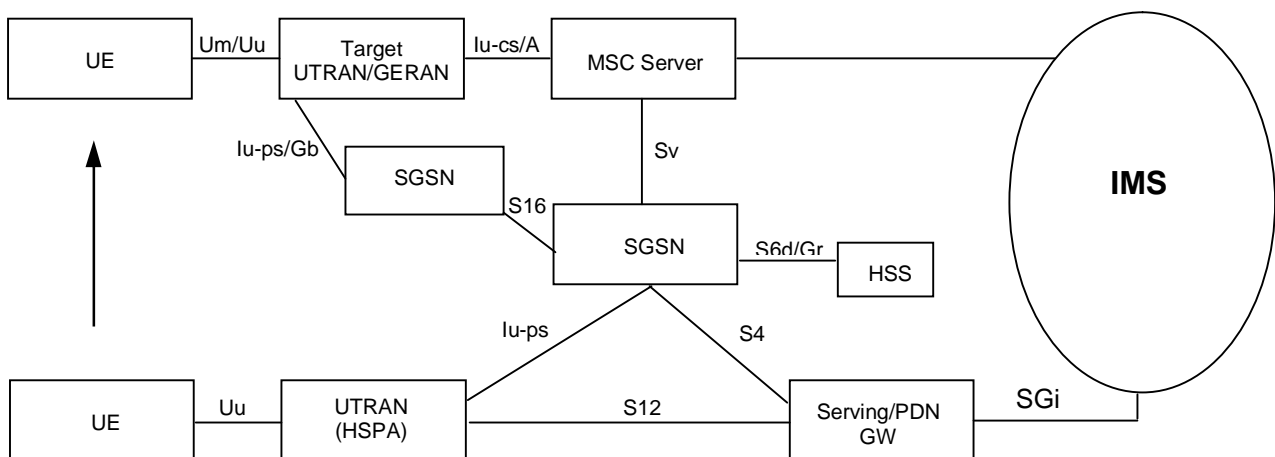 UE
Um/Uu
Target
UTRAN/GERAN
Iu-cs/A
MSC Server
Iu-ps/Gb
SGSN
Sv
IMS
S16
SGSN
S6d/Gr
HSS
Iu-ps
S4
UE
Uu
UTRAN
(HSPA)
S12
Serving/PDN
GW
SGi